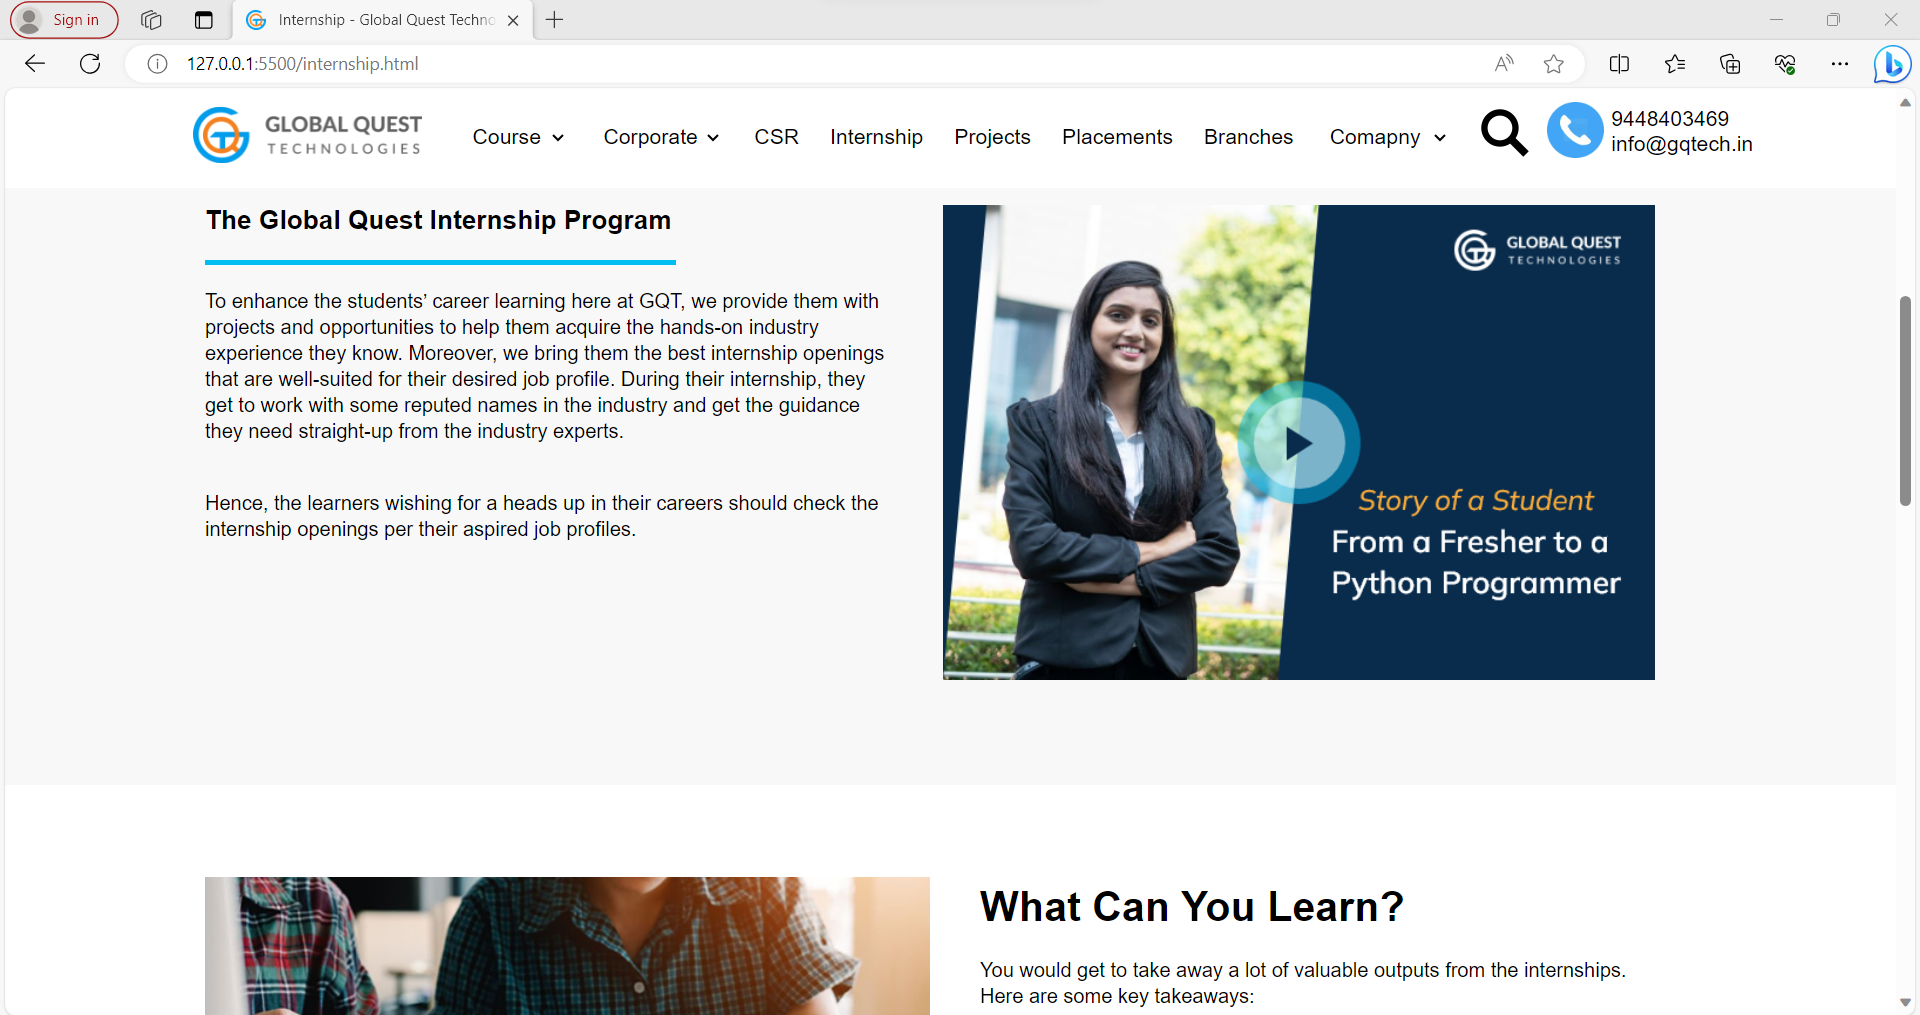 Sign in
Internship - Global Quest Techno
127.0.0.1:5500/internship.html
GLOBAL QUEST
TECHNOLOGIES
Course
Corporate
CSR
Internship
Projects
Placements
Branches
Comapny
9448403469
info@gqtech.in
The Global Quest Internship Program
To enhance the students’ career learning here at GQT, we provide them with
projects and opportunities to help them acquire the hands-on industry
experience they know. Moreover, we bring them the best internship openings
that are well-suited for their desired job profile. During their internship, they
get to work with some reputed names in the industry and get the guidance
they need straight-up from the industry experts.
Hence, the learners wishing for a heads up in their careers should check the
internship openings per their aspired job profiles.
GLOBAL QUEST
TECHNOLOGIES
Story of a Student
From a Fresher to a
Python Programmer
What Can You Learn?
You would get to take away a lot of valuable outputs from the internships.
Here are some key takeaways: